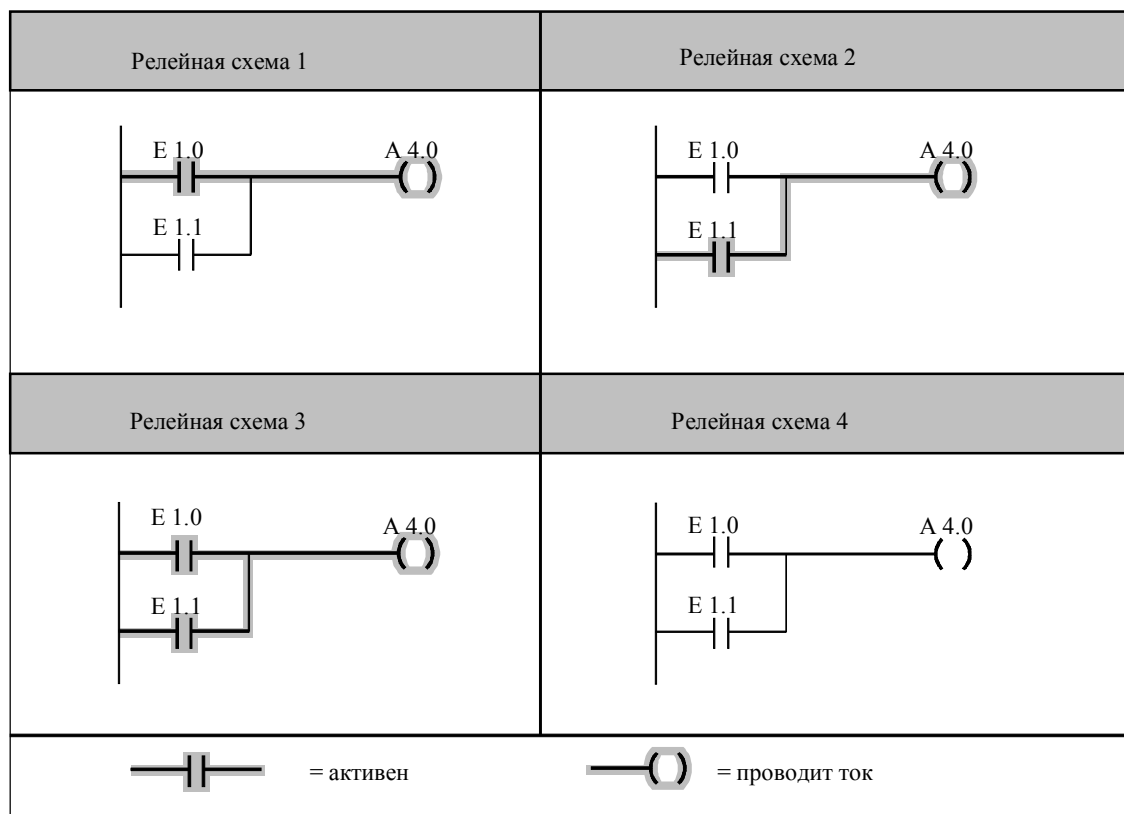 Релейная схема 1
Релейная схема 2
E 1.0
A 4.0
E 1.1
E 1.0
A 4.0
E 1.1
Релейная схема 3
Релейная схема 4
E 1.0
A 4.0
E 1.1
E 1.0
A 4.0
E 1.1
= активен
= проводит ток